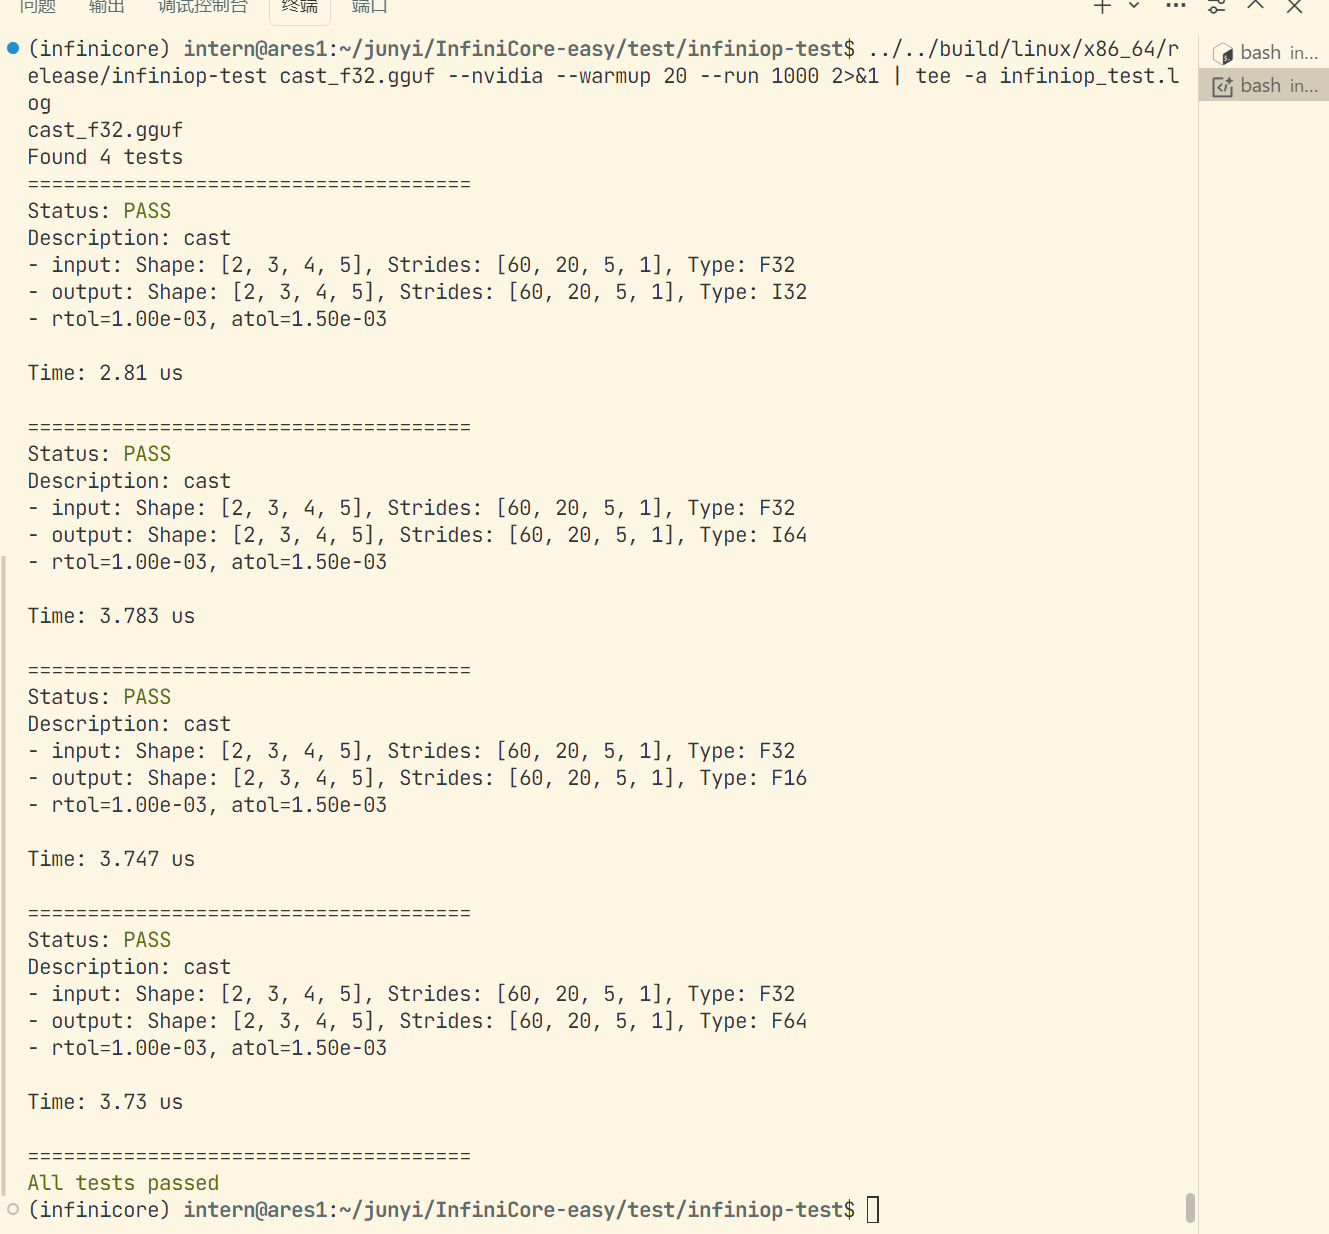 问题 输出 调试控制台 终端 端口
(infinicore) intern@ares1:~/junyi/InfiniCore-easy/test/infiniop-test$ ../../build/linux/x86_64/r
elease/infiniop-test cast_f32.gguf --nvidia --warmup 20 --run 1000 2>&1 | tee -a infiniop_test.l
og
cast_f32.gguf
Found 4 tests
=====================================
Status: PASS
Description: cast
- input: Shape: [2, 3, 4, 5], Strides: [60, 20, 5, 1], Type: F32
- output: Shape: [2, 3, 4, 5], Strides: [60, 20, 5, 1], Type: I32
- rtol=1.00e-03, atol=1.50e-03
Time: 2.81 us
=====================================
Status: PASS
Description: cast
- input: Shape: [2, 3, 4, 5], Strides: [60, 20, 5, 1], Type: F32
- output: Shape: [2, 3, 4, 5], Strides: [60, 20, 5, 1], Type: I64
- rtol=1.00e-03, atol=1.50e-03
Time: 3.783 us
=====================================
Status: PASS
Description: cast
- input: Shape: [2, 3, 4, 5], Strides: [60, 20, 5, 1], Type: F32
- output: Shape: [2, 3, 4, 5], Strides: [60, 20, 5, 1], Type: F16
- rtol=1.00e-03, atol=1.50e-03
Time: 3.747 us
=====================================
Status: PASS
Description: cast
- input: Shape: [2, 3, 4, 5], Strides: [60, 20, 5, 1], Type: F32
- output: Shape: [2, 3, 4, 5], Strides: [60, 20, 5, 1], Type: F64
- rtol=1.00e-03, atol=1.50e-03
Time: 3.73 us
=====================================
All tests passed
(infinicore) intern@ares1:~/junyi/InfiniCore-easy/test/infiniop-test$
bash in...
bash in...